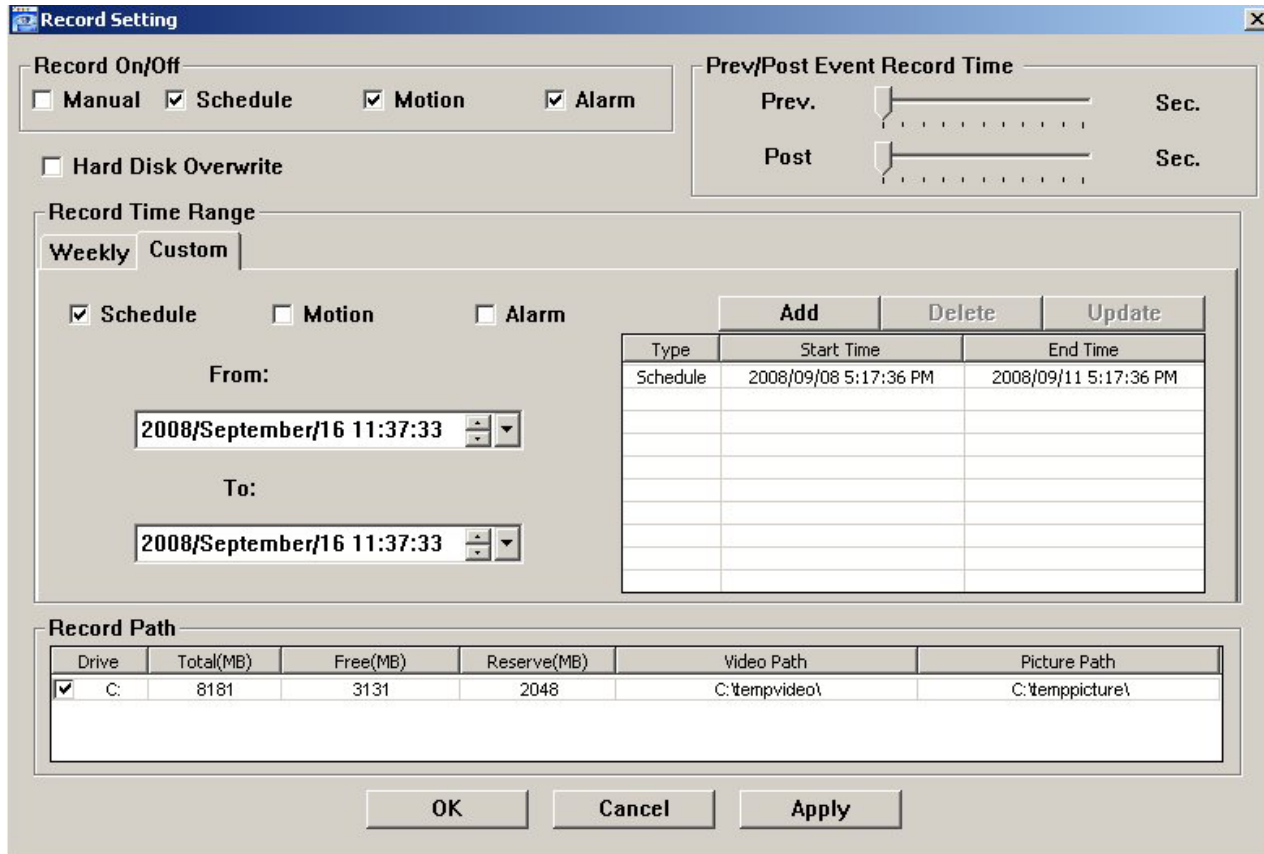 Record Setting
Record On/Off
Manual Schedule Motion Alarm
Prev/Post Event Record Time
Prev. Sec.
Post Sec.
Hard Disk Overwrite
Record Time Range
Weekly Custom
Schedule Motion Alarm
Add Delete Update
Type Start Time End Time
Schedule 2008/09/08 5:17:36 PM 2008/09/11 5:17:36 PM
From:
2008/September/16 11:37:33
To:
2008/September/16 11:37:33
Record Path
Drive Total(MB) Free(MB) Reserve(MB) Video Path Picture Path
C: 8181 3131 2048 C:\tempvideo\ C:\temppicture\
OK Cancel Apply